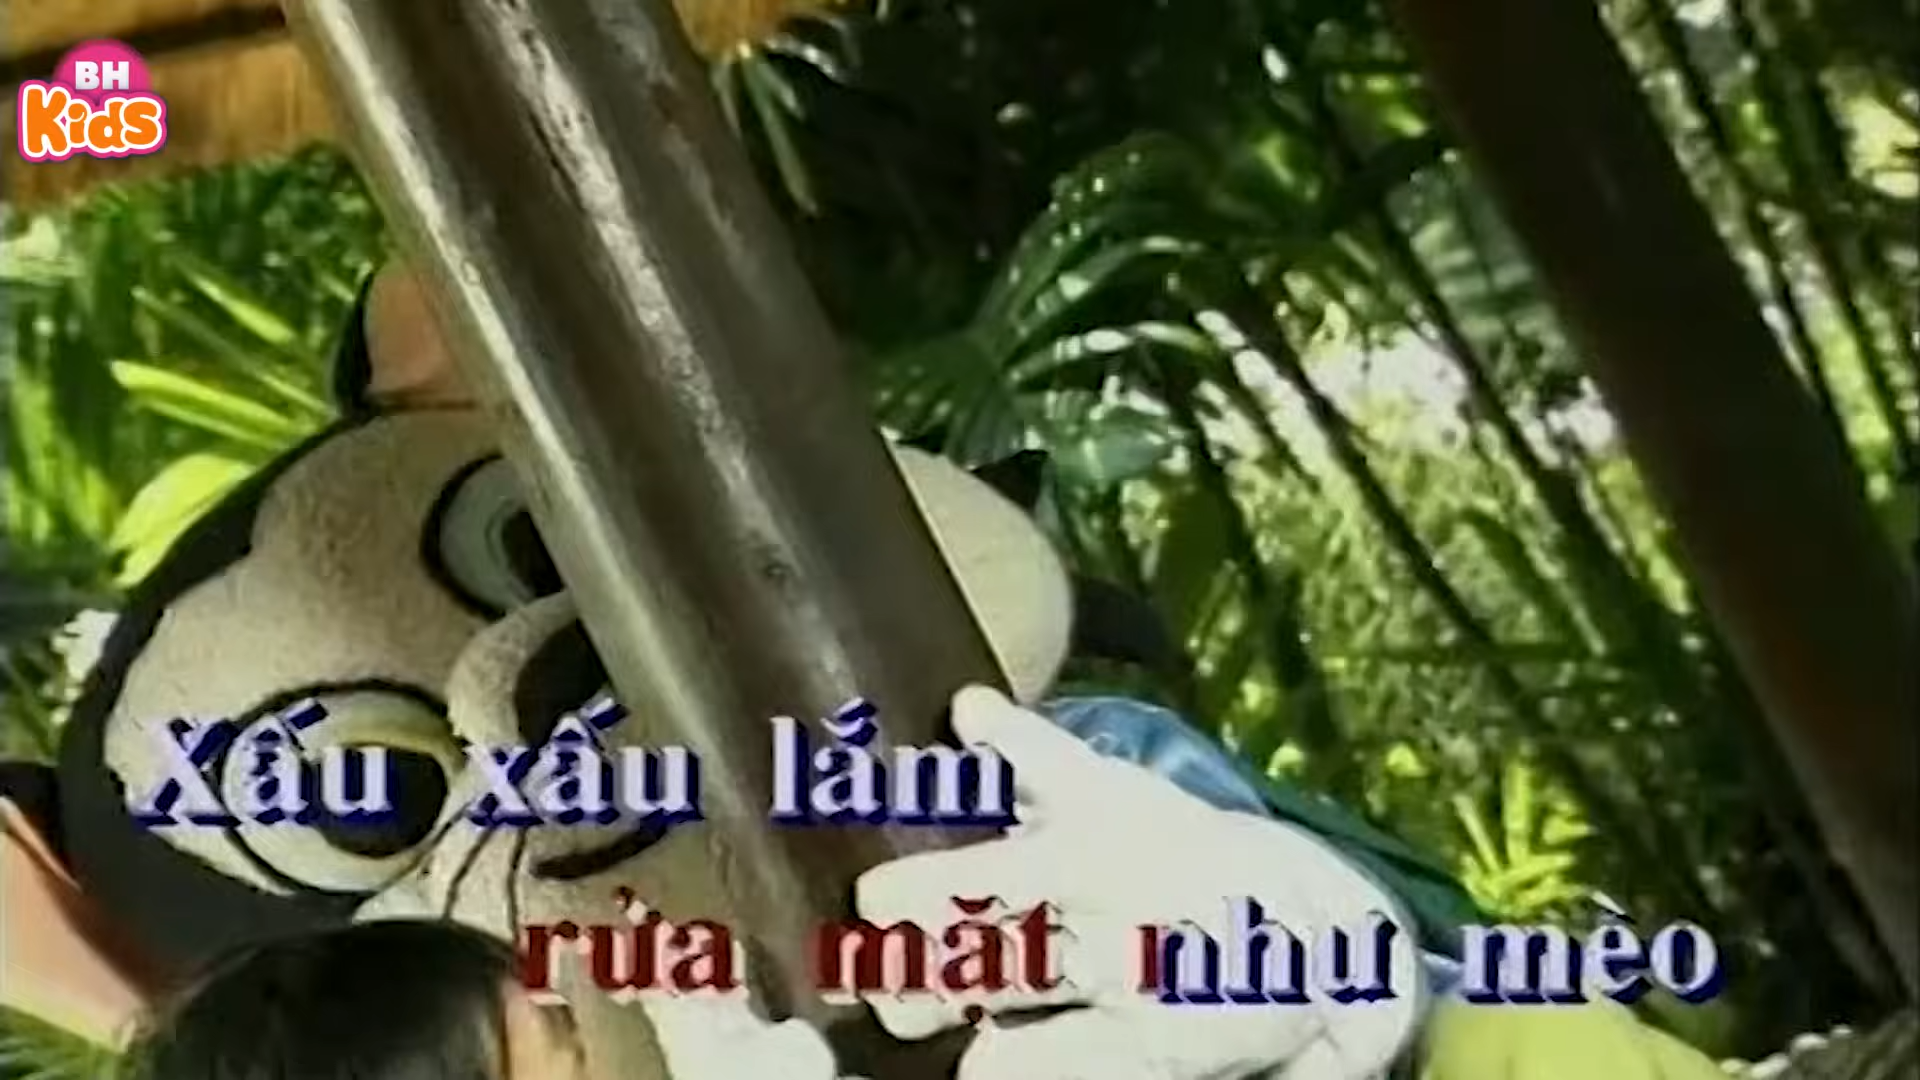 BH
Kids
Xấu xấu lắm
rửa mặt như mèo